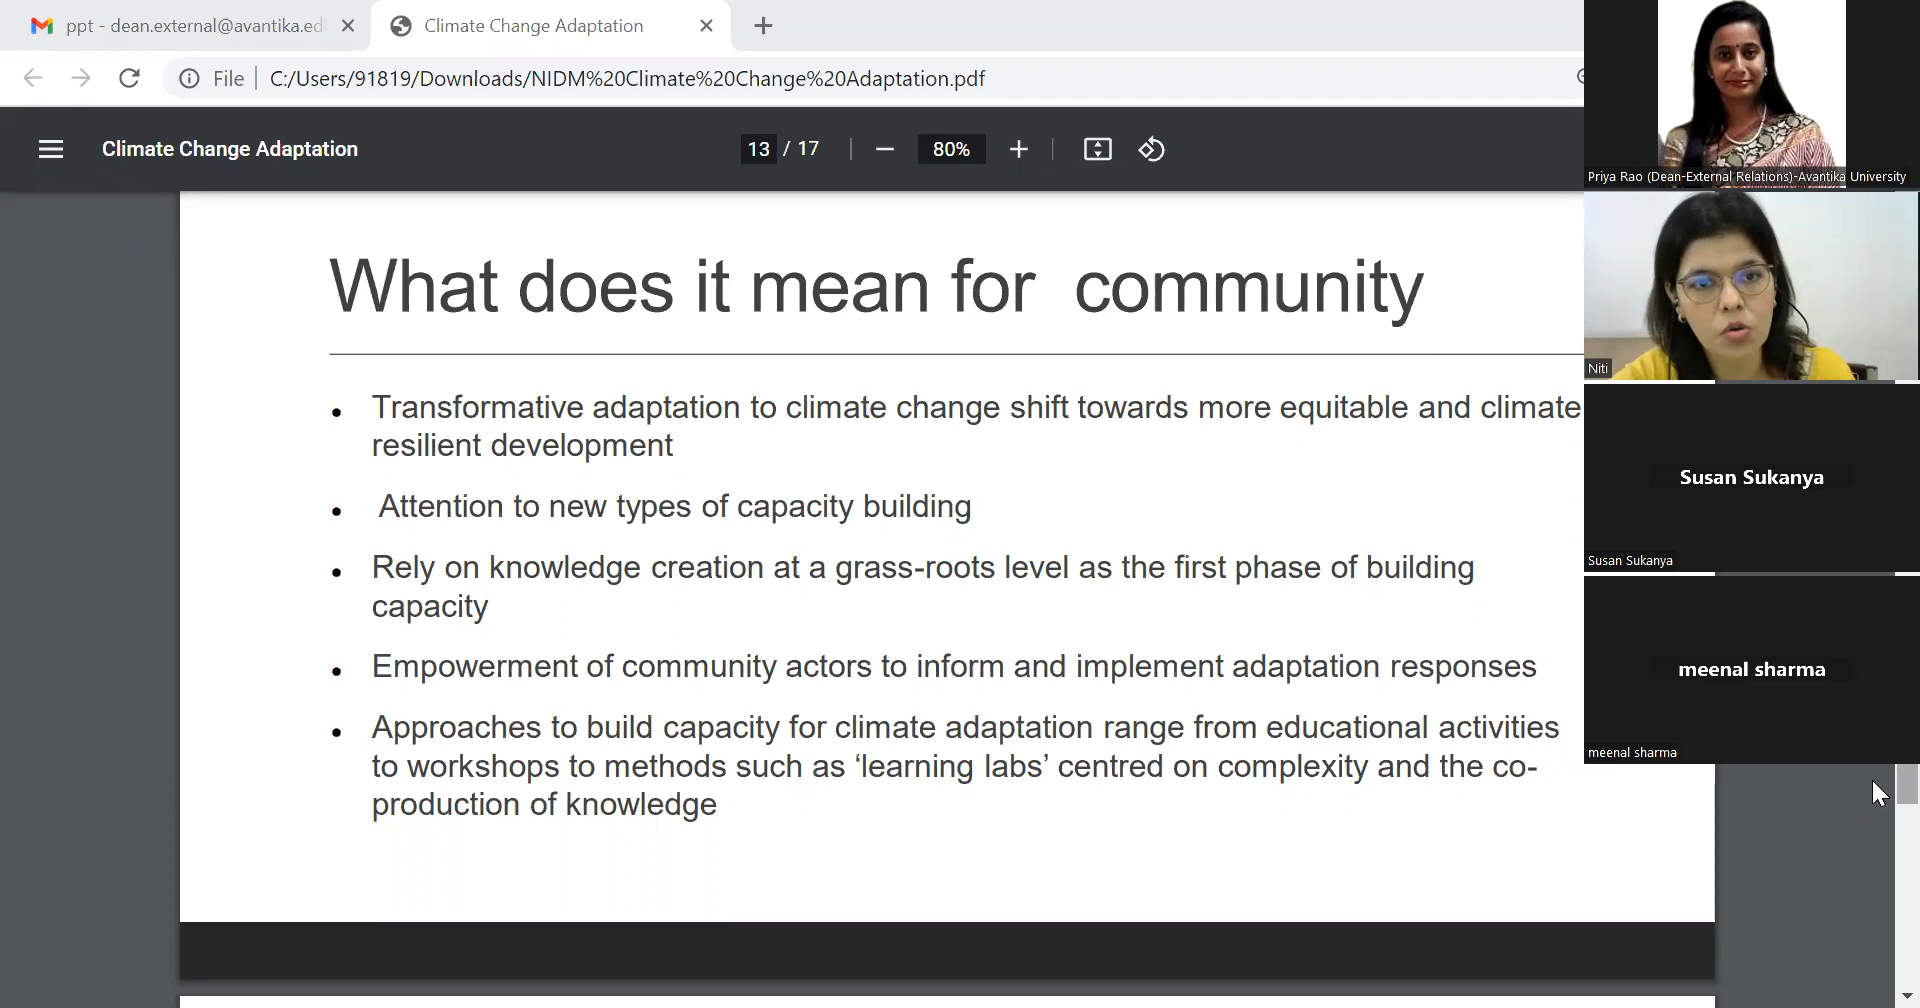 ppt - dean.external@avantika.ed
Climate Change Adaptation
File
C:/Users/91819/Downloads/NIDM%20Climate%20Change%20Adaptation.pdf
Climate Change Adaptation
13 / 17
80%
What does it mean for community
• Transformative adaptation to climate change shift towards more equitable and climate
resilient development
• Attention to new types of capacity building
• Rely on knowledge creation at a grass-roots level as the first phase of building
capacity
• Empowerment of community actors to inform and implement adaptation responses
• Approaches to build capacity for climate adaptation range from educational activities
to workshops to methods such as ‘learning labs’ centred on complexity and the co-
production of knowledge
Priya Rao (Dean-External Relations)-Avantika University
Niti
Susan Sukanya
Susan Sukanya
meenal sharma
meenal sharma